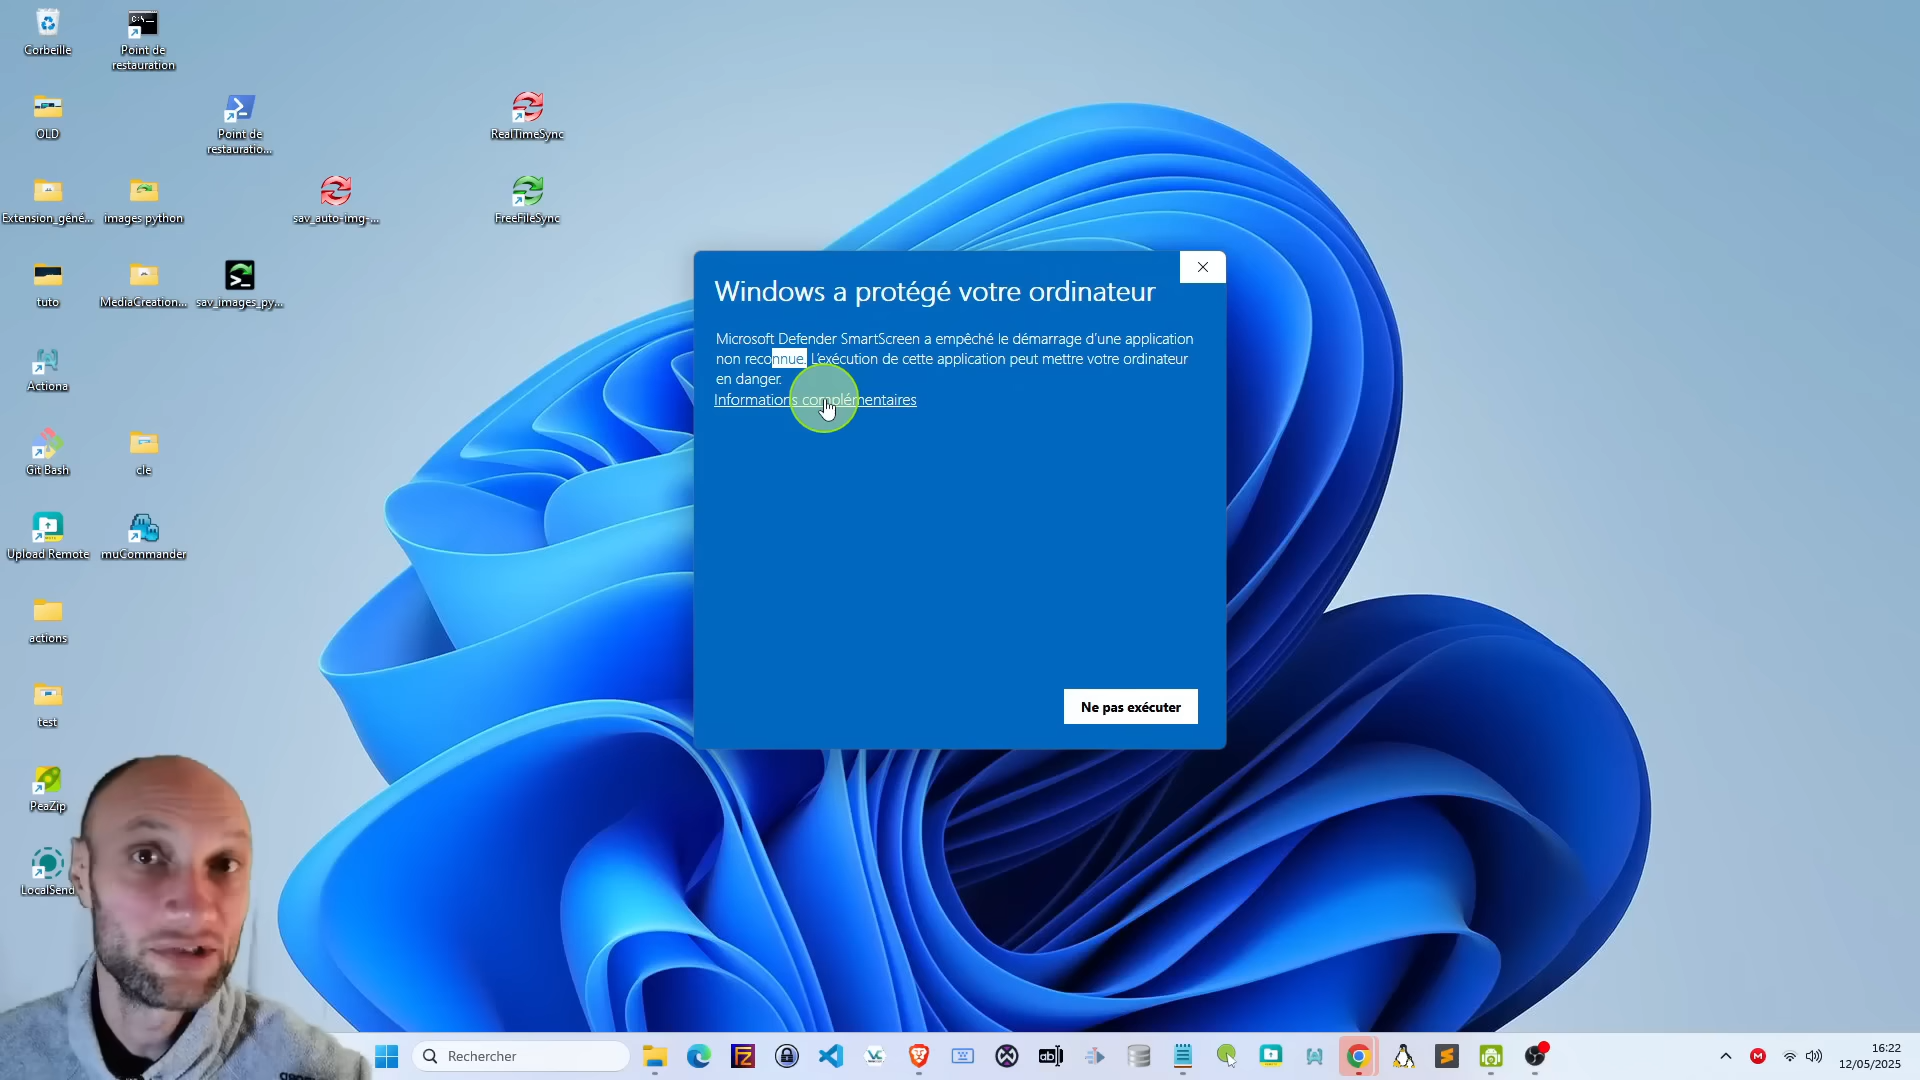 Corbeille
Point de
restauration
OLD
Point de
restauratio...
RealTimeSync
Extension_géné...
images python
sav_auto-img-...
FreeFileSync
tuto
MediaCreation...
sav_images_py...
Actiona
Git Bash
cle
Upload Remote
muCommander
actions
test
PeaZip
LocalSend
Windows a protégé votre ordinateur
Microsoft Defender SmartScreen a empêché le démarrage d'une application
non reconnue. L'exécution de cette application peut mettre votre ordinateur
en danger.
Informations complémentaires
Ne pas exécuter
Rechercher
16:22
12/05/2025